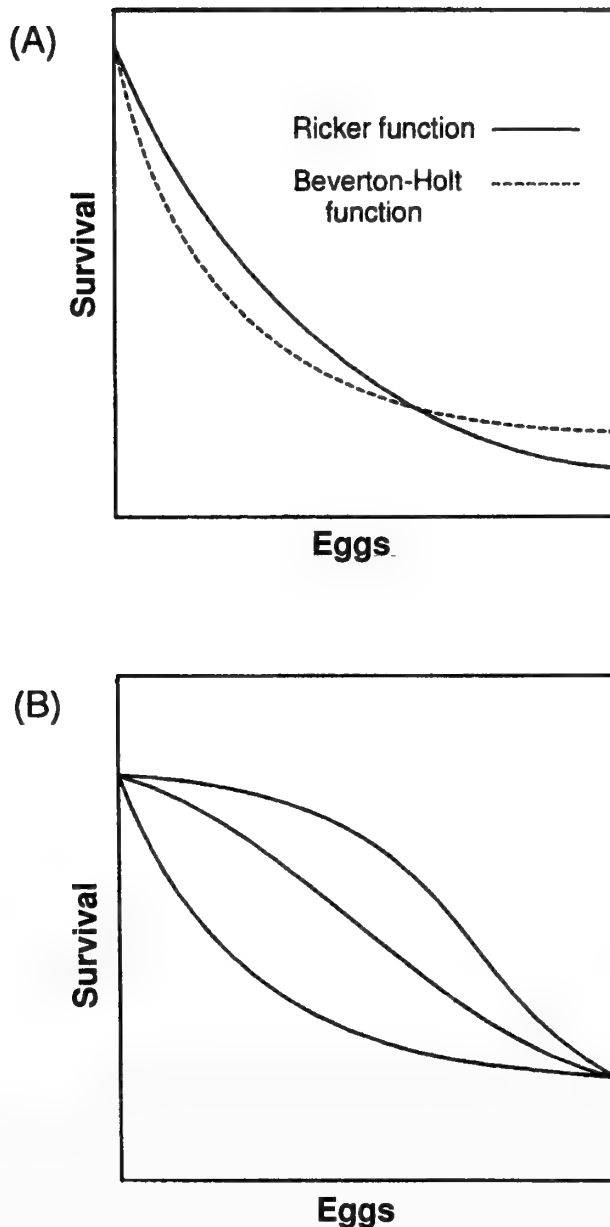 (A)
Ricker function
Beverton-Holt
function
Survival
Eggs
(B)
Survival
Eggs